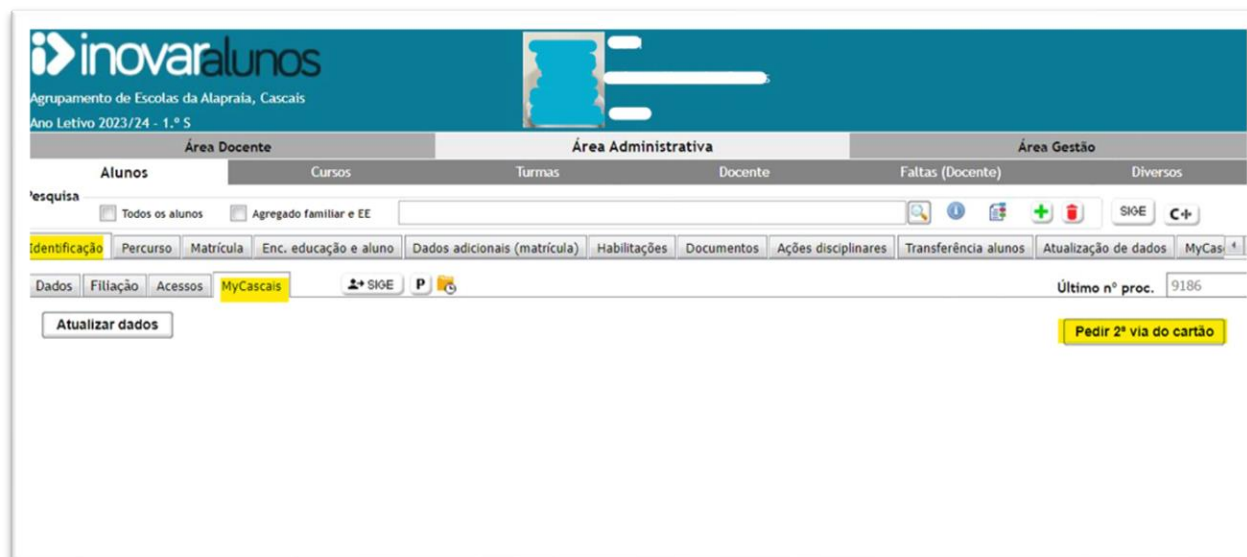 inovaralunos
Agrupamento de Escolas da Alapraia, Cascais
Ano Letivo 2023/24 - 1.º S
Área Docente Área Administrativa Área Gestão
Alunos Cursos Turmas Docente Faltas (Docente) Diversos
Todos os alunos Agregado familiar e EE SIGE C+
Identificação Percurso Matrícula Enc. educação e aluno Dados adicionais (matrícula) Habilitações Documentos Ações disciplinares Transferência alunos Atualização de dados MyCas
Dados Filiação Acessos MyCascais SIGE P Último nº proc. 9186
Atualizar dados Pedir 2ª via do cartão